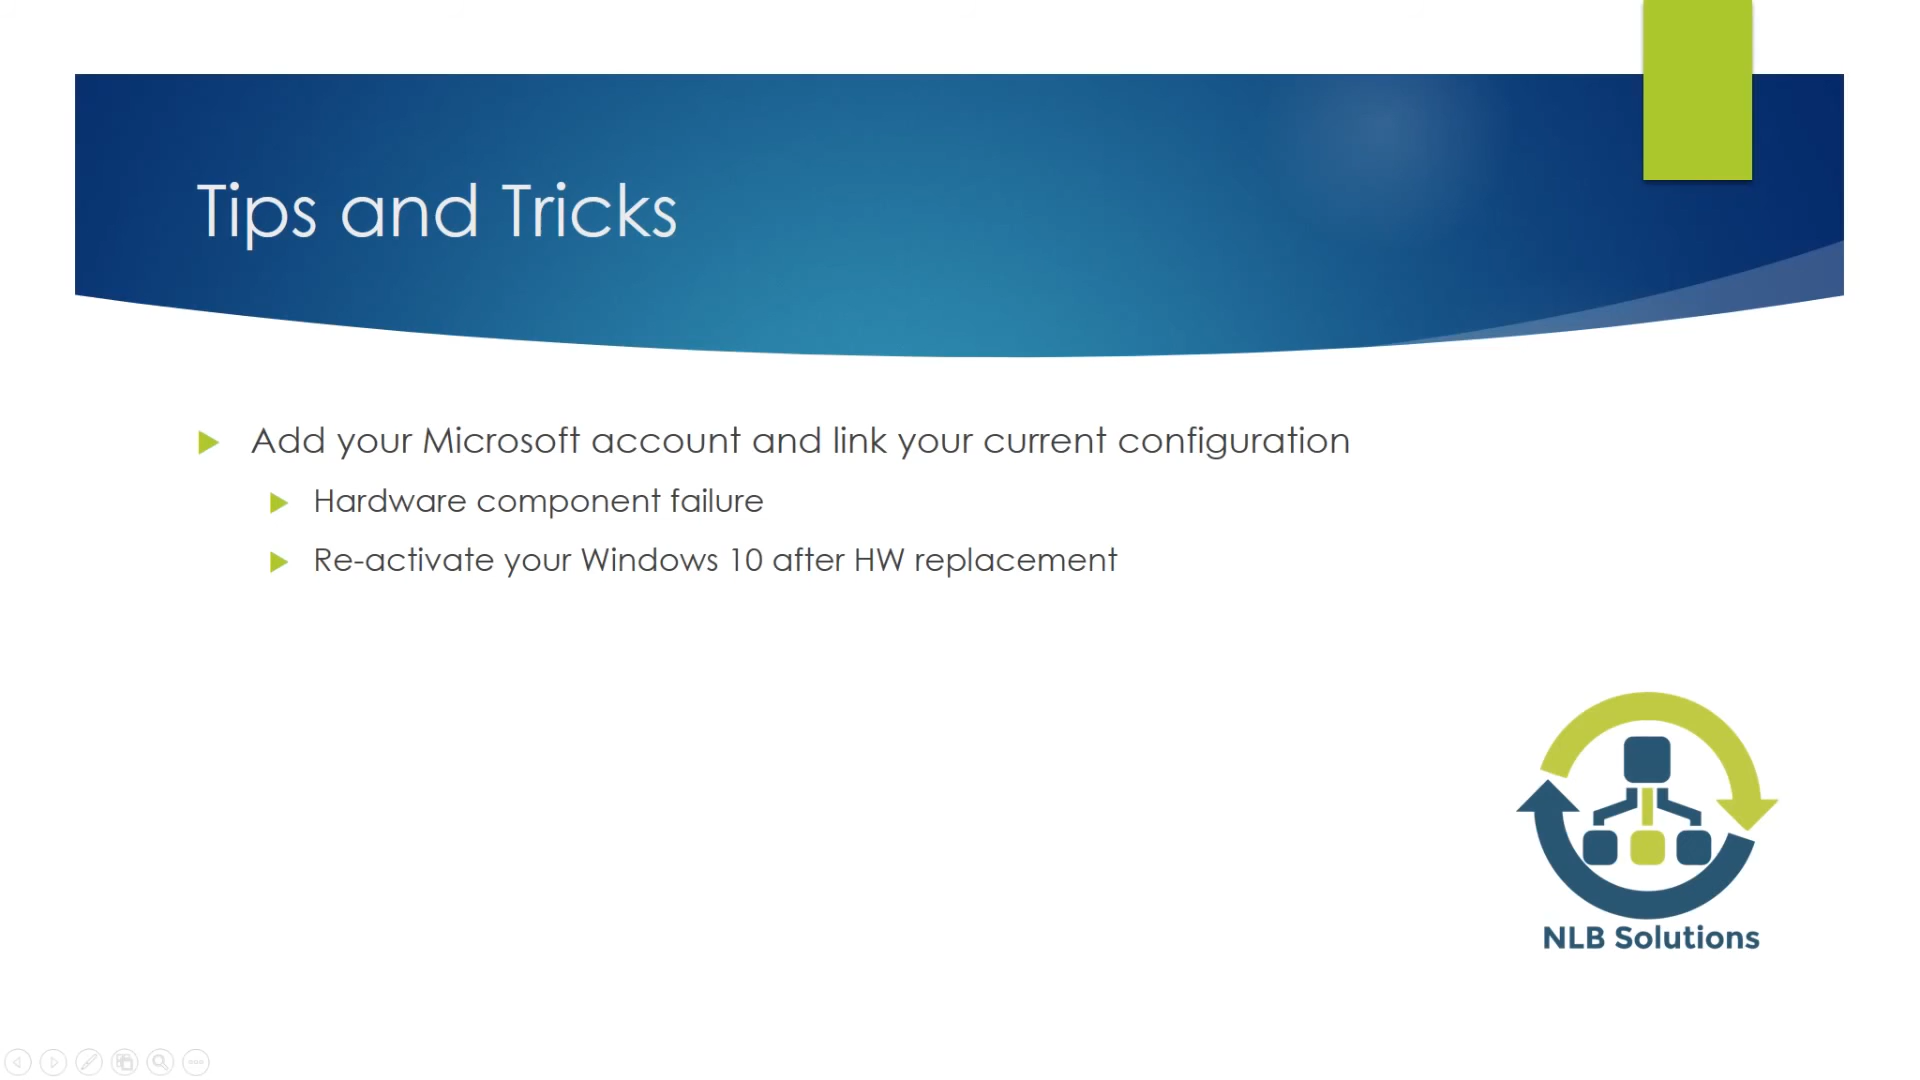 Tips and Tricks
Add your Microsoft account and link your current configuration
Hardware component failure
Re-activate your Windows 10 after HW replacement
NLB Solutions